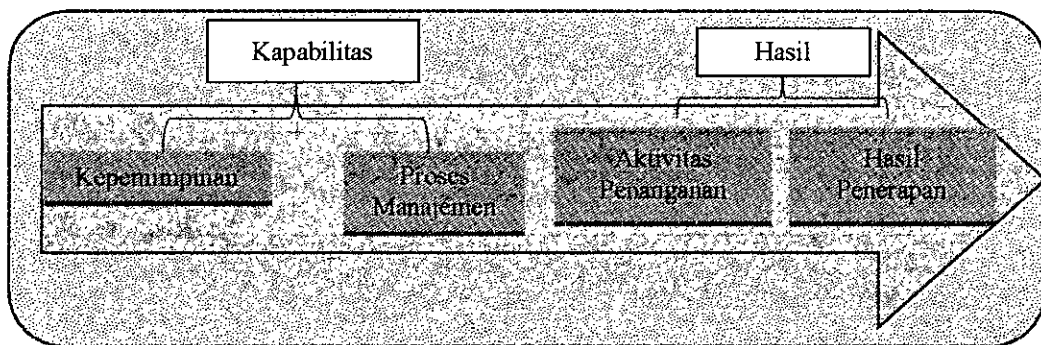 Kapabilitas
Hasil
Kepemimpinan
Proses
Manajemen
Aktivitas
Penanganan
Hasil
Penerapan